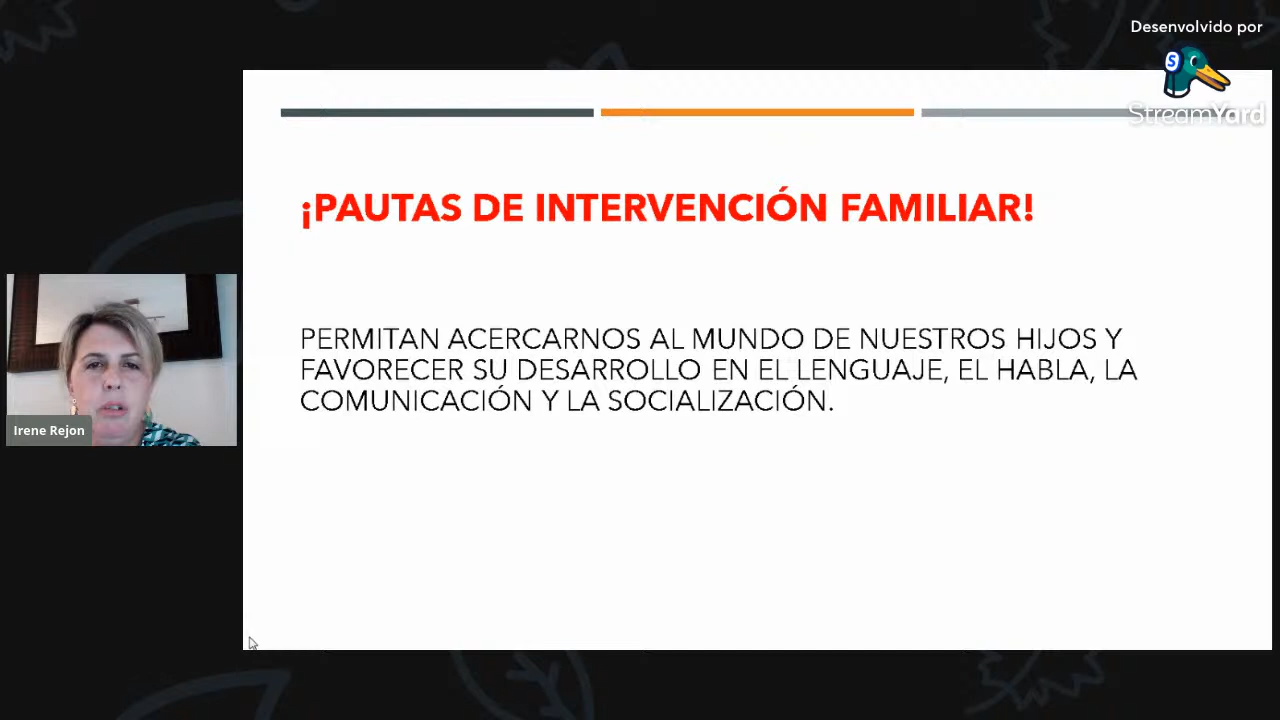 Desenvolvido por
S
StreamYard
¡PAUTAS DE INTERVENCIÓN FAMILIAR!
PERMITAN ACERCARNOS AL MUNDO DE NUESTROS HIJOS Y
FAVORECER SU DESARROLLO EN EL LENGUAJE, EL HABLA, LA
COMUNICACIÓN Y LA SOCIALIZACIÓN.
Irene Rejon